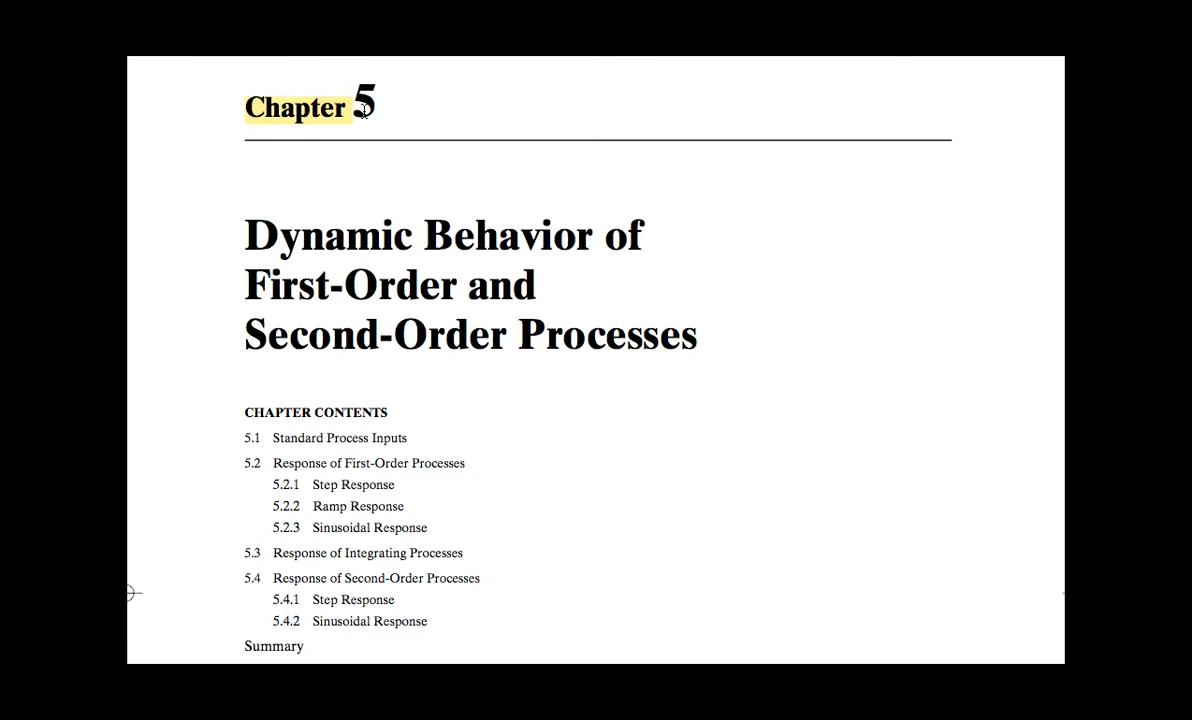 Chapter 5
Dynamic Behavior of
First-Order and
Second-Order Processes
CHAPTER CONTENTS
5.1 Standard Process Inputs
5.2 Response of First-Order Processes
5.2.1 Step Response
5.2.2 Ramp Response
5.2.3 Sinusoidal Response
5.3 Response of Integrating Processes
5.4 Response of Second-Order Processes
5.4.1 Step Response
5.4.2 Sinusoidal Response
Summary